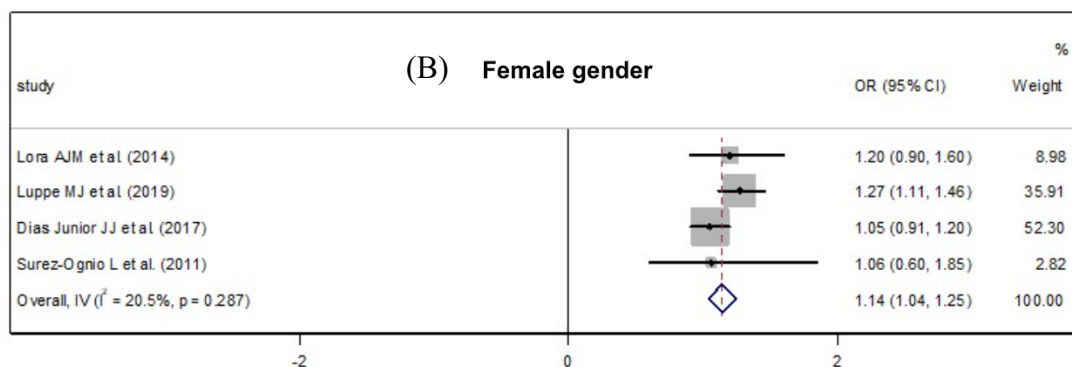 %
(B) Female gender
study OR (95% CI) Weight
Lora AJM et al. (2014) 1.20 (0.90, 1.60) 8.98
Luppe MJ et al. (2019) 1.27 (1.11, 1.46) 35.91
Dias Junior JJ et al. (2017) 1.05 (0.91, 1.20) 52.30
Surez-Ognio L et al. (2011) 1.06 (0.60, 1.85) 2.82
Overall, IV (I² = 20.5%, p = 0.287) 1.14 (1.04, 1.25) 100.00
-2 0 2